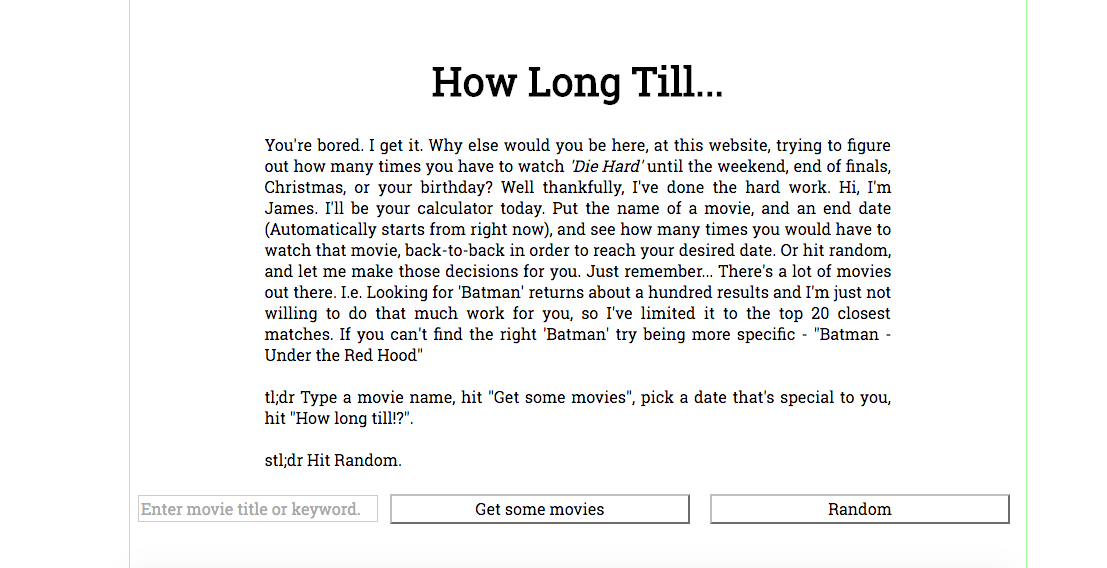 How Long Till...
You're bored. I get it. Why else would you be here, at this website, trying to figure
out how many times you have to watch 'Die Hard' until the weekend, end of finals,
Christmas, or your birthday? Well thankfully, I've done the hard work. Hi, I'm
James. I'll be your calculator today. Put the name of a movie, and an end date
(Automatically starts from right now), and see how many times you would have to
watch that movie, back-to-back in order to reach your desired date. Or hit random,
and let me make those decisions for you. Just remember... There's a lot of movies
out there. I.e. Looking for 'Batman' returns about a hundred results and I'm just not
willing to do that much work for you, so I've limited it to the top 20 closest
matches. If you can't find the right 'Batman' try being more specific - "Batman -
Under the Red Hood"
tl;dr Type a movie name, hit "Get some movies", pick a date that's special to you,
hit "How long till!?".
stl;dr Hit Random.
Enter movie title or keyword. Get some movies Random